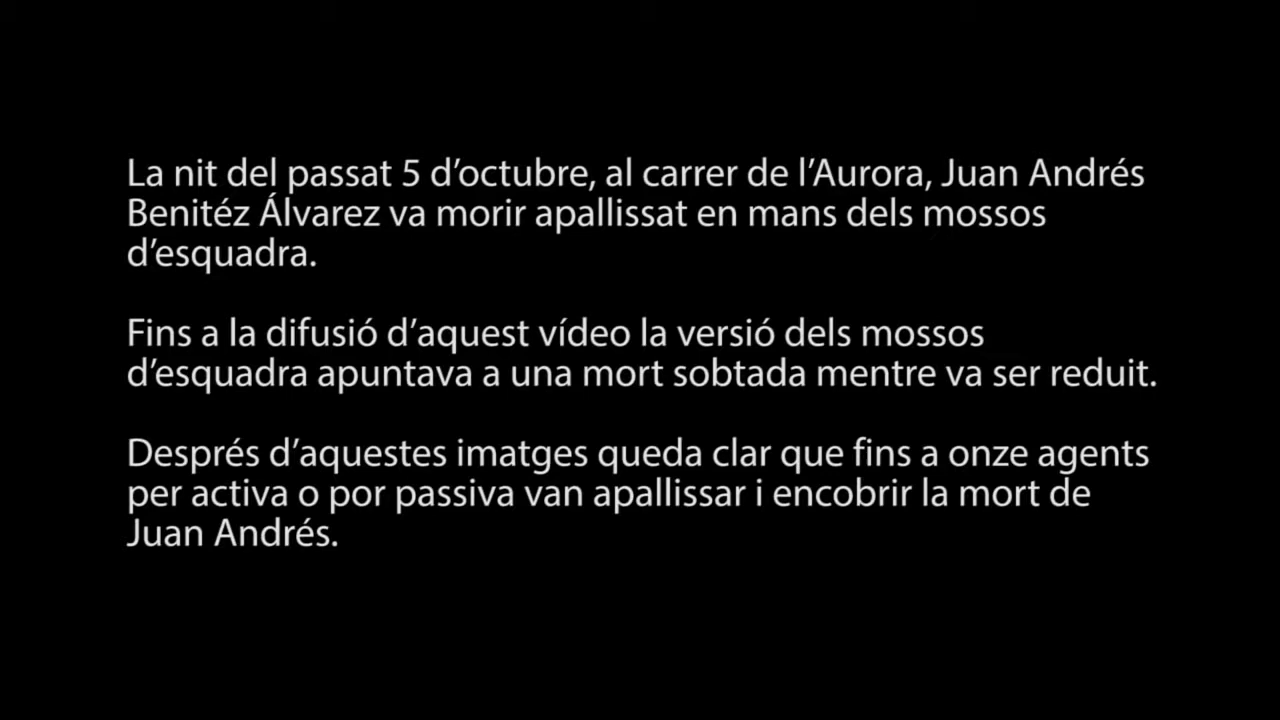 La nit del passat 5 d’octubre, al carrer de l’Aurora, Juan Andrés
Benitéz Álvarez va morir apallissat en mans dels mossos
d’esquadra.
Fins a la difusió d’aquest vídeo la versió dels mossos
d’esquadra apuntava a una mort sobtada mentre va ser reduit.
Després d’aquestes imatges queda clar que fins a onze agents
per activa o por passiva van apallissar i encobrir la mort de
Juan Andrés.